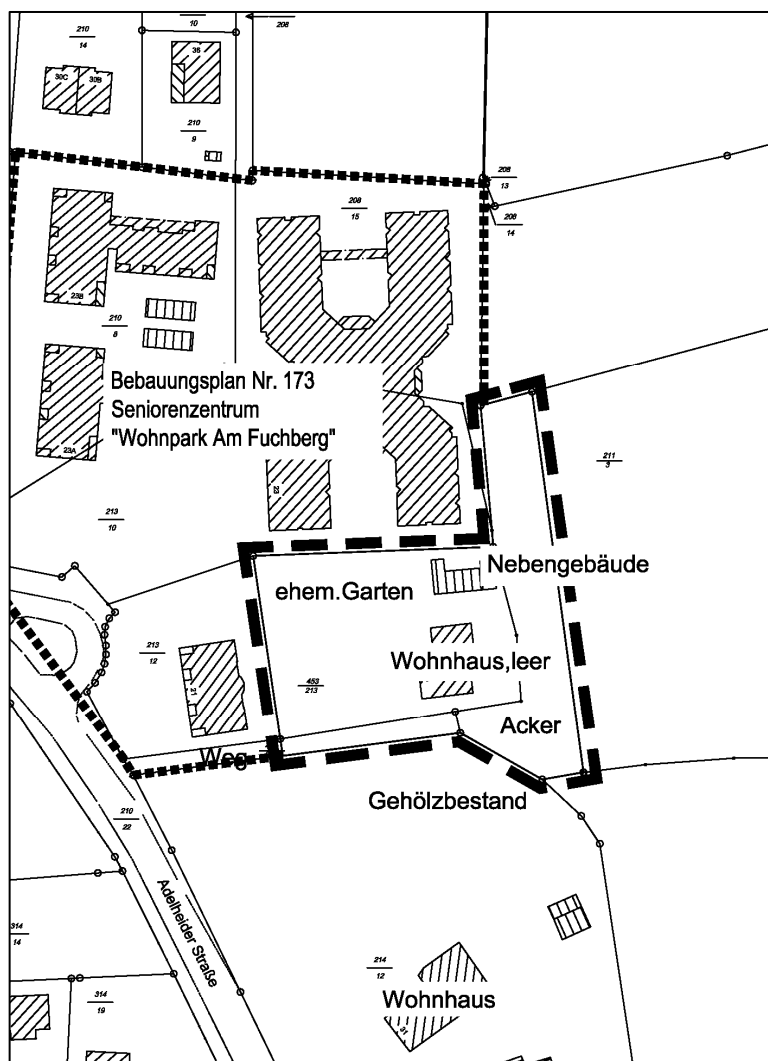 10
208
210
14
36
30C
30B
210
9
208
13
208
15
208
14
23B
210
8
Bebauungsplan Nr. 173
Seniorenzentrum
"Wohnpark Am Fuchberg"
23A
211
3
23
213
10
Nebengebäude
ehem.Garten
213
12
Wohnhaus,leer
453
213
21
Acker
Weg
Gehölzbestand
210
22
Adelheider Straße
314
14
214
12
314
19
Wohnhaus
31